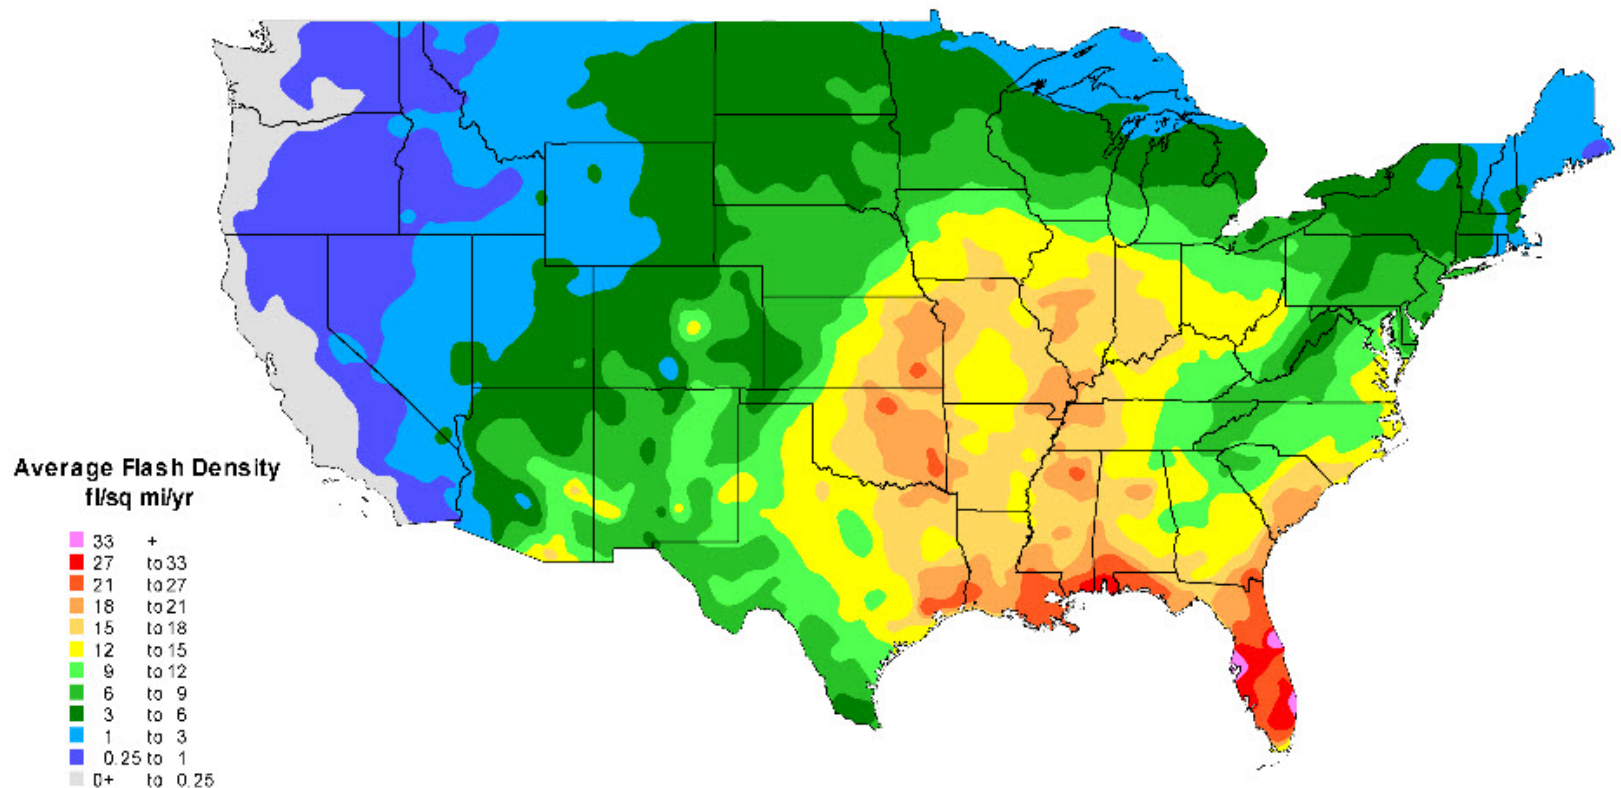 Average Flash Density
fl/sq mi/yr
33 +
27 to 33
21 to 27
18 to 21
15 to 18
12 to 15
9 to 12
6 to 9
3 to 6
1 to 3
0.25 to 1
0+ to 0.25